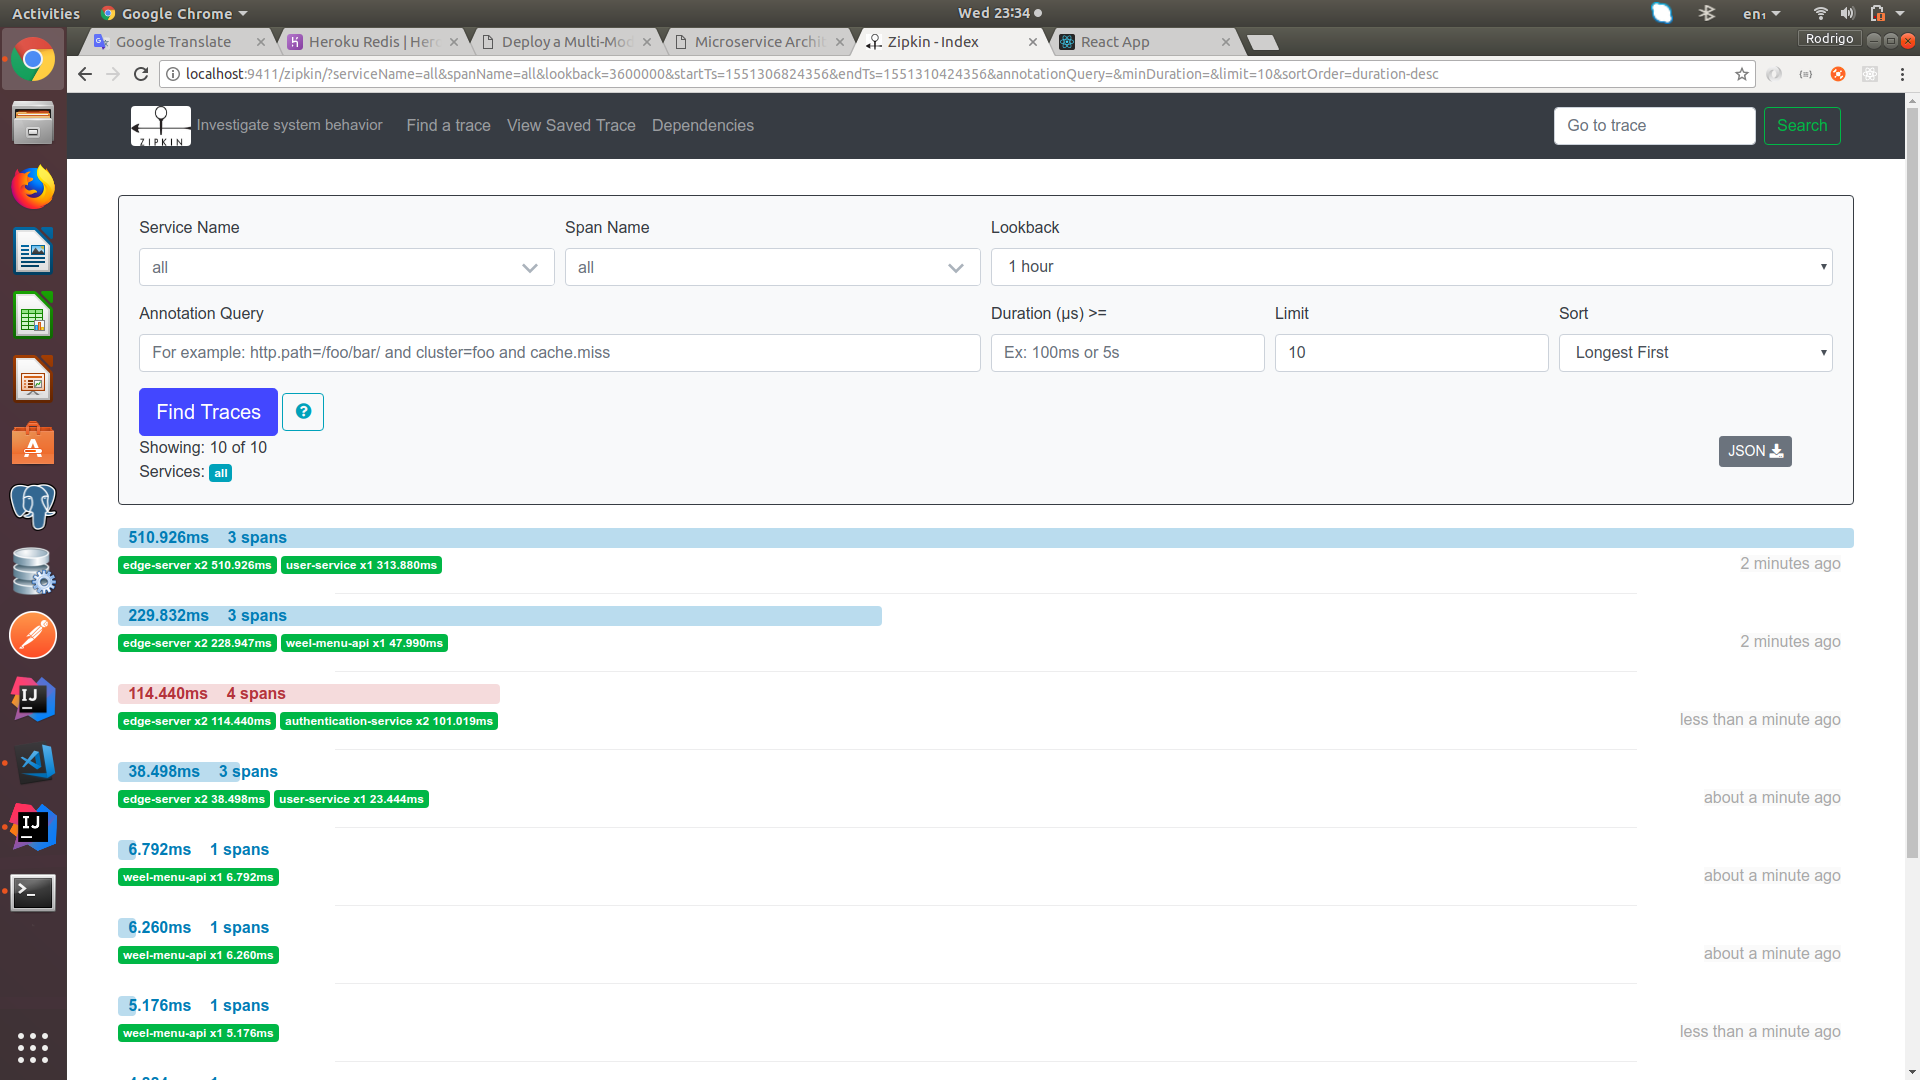 Activities Google Chrome Wed 23:34 en₁
Google Translate Heroku Redis | Her Deploy a Multi-Mod Microservice Archit Zipkin - Index React App Rodrigo
localhost:9411/zipkin/?serviceName=all&spanName=all&lookback=3600000&startTs=1551306824356&endTs=1551310424356&annotationQuery=&minDuration=&limit=10&sortOrder=duration-desc
ZIPKIN Investigate system behavior Find a trace View Saved Trace Dependencies Go to trace Search
Service Name Span Name Lookback
all all 1 hour
Annotation Query Duration (μs) >= Limit Sort
For example: http.path=/foo/bar/ and cluster=foo and cache.miss Ex: 100ms or 5s 10 Longest First
Find Traces ?
Showing: 10 of 10
JSON
Services: all
510.926ms 3 spans
edge-server x2 510.926ms user-service x1 313.880ms 2 minutes ago
229.832ms 3 spans
edge-server x2 228.947ms weel-menu-api x1 47.990ms 2 minutes ago
114.440ms 4 spans
edge-server x2 114.440ms authentication-service x2 101.019ms less than a minute ago
38.498ms 3 spans
edge-server x2 38.498ms user-service x1 23.444ms about a minute ago
6.792ms 1 spans
weel-menu-api x1 6.792ms about a minute ago
6.260ms 1 spans
weel-menu-api x1 6.260ms about a minute ago
5.176ms 1 spans
weel-menu-api x1 5.176ms less than a minute ago